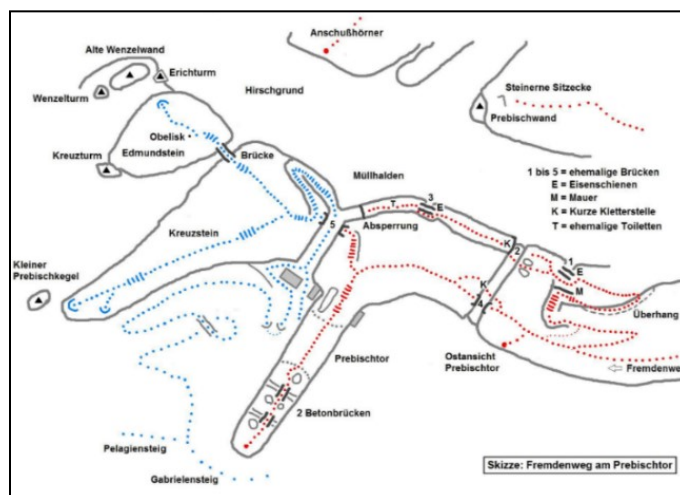 Anschußhörner
Alte Wenzelwand
Erichturm
Wenzelturm
Hirschgrund
Steinerne Sitzecke
Prebischwand
Obelisk
Edmundstein
Kreuzturm
Brücke
Müllhalden
1 bis 5 = ehemalige Brücken
E = Eisenschienen
M = Mauer
K = Kurze Kletterstelle
T = ehemalige Toiletten
T
3
E
5
Absperrung
Kreuzstein
K
2
1
E
M
Kleiner
Prebischkegel
K
4
Überhang
Prebischtor
Ostansicht
Prebischtor
Fremdenweg
2 Betonbrücken
Pelagiensteig
Gabrielensteig
Skizze: Fremdenweg am Prebischtor